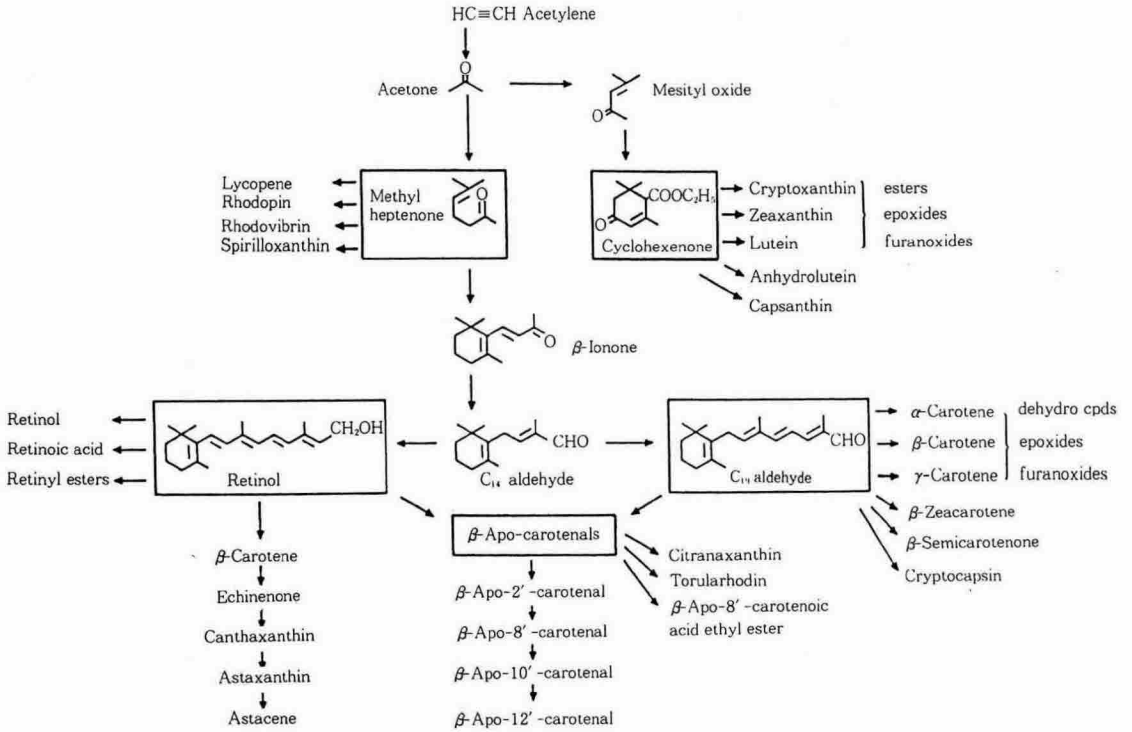 HC≡CH Acetylene
Acetone
O
Mesityl oxide
O
Lycopene
Rhodopin
Rhodovibrin
Spirilloxanthin
Methyl
heptenone
O
COOC₂H₅
O
Cyclohexenone
Cryptoxanthin
Zeaxanthin
Lutein
esters
epoxides
furanoxides
Anhydrolutein
Capsanthin
O
β-Ionone
Retinol
Retinoic acid
Retinyl esters
CH₂OH
Retinol
CHO
C₁₄ aldehyde
CHO
C₁₉ aldehyde
α-Carotene
β-Carotene
γ-Carotene
dehydro cpds
epoxides
furanoxides
β-Zeacarotene
β-Semicarotenone
Cryptocapsin
β-Apo-carotenals
Citranaxanthin
Torularhodin
β-Apo-8′-carotenoic
acid ethyl ester
β-Carotene
Echinenone
Canthaxanthin
Astaxanthin
Astacene
β-Apo-2′-carotenal
β-Apo-8′-carotenal
β-Apo-10′-carotenal
β-Apo-12′-carotenal